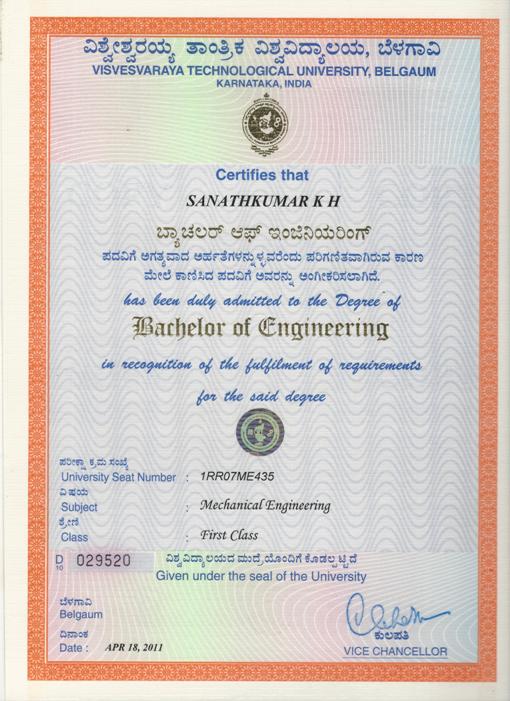 ವಿಶ್ವೇಶ್ವರಯ್ಯ ತಾಂತ್ರಿಕ ವಿಶ್ವವಿದ್ಯಾಲಯ, ಬೆಳಗಾವಿ
VISVESVARAYA TECHNOLOGICAL UNIVERSITY, BELGAUM
KARNATAKA, INDIA
Certifies that
SANATHKUMAR K H
ಬ್ಯಾಚಲರ್ ಆಫ್ ಇಂಜಿನಿಯರಿಂಗ್
ಪದವಿಗೆ ಅಗತ್ಯವಾದ ಅರ್ಹತೆಗಳನ್ನುಳ್ಳವರೆಂದು ಪರಿಗಣಿತವಾಗಿರುವ ಕಾರಣ
ಮೇಲೆ ಕಾಣಿಸಿದ ಪದವಿಗೆ ಅವರನ್ನು ಅಂಗೀಕರಿಸಲಾಗಿದೆ.
has been duly admitted to the Degree of
Bachelor of Engineering
in recognition of the fulfilment of requirements
for the said degree
ಪರೀಕ್ಷಾ ಕ್ರಮ ಸಂಖ್ಯೆ
University Seat Number : 1RR07ME435
ವಿಷಯ
Subject : Mechanical Engineering
ಶ್ರೇಣಿ
Class : First Class
D 10 029520 ವಿಶ್ವವಿದ್ಯಾಲಯದ ಮುದ್ರೆಯೊಂದಿಗೆ ಕೊಡಲ್ಪಟ್ಟಿದೆ
Given under the seal of the University
ಬೆಳಗಾವಿ
Belgaum
ದಿನಾಂಕ ಕುಲಪತಿ
Date : APR 18, 2011 VICE CHANCELLOR